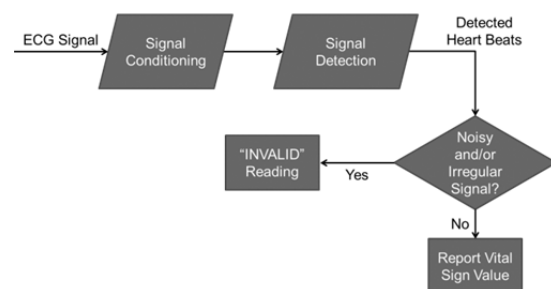 ECG Signal
Signal
Conditioning
Signal
Detection
Detected
Heart Beats
Noisy
and/or
Irregular
Signal?
“INVALID”
Reading
Yes
No
Report Vital
Sign Value